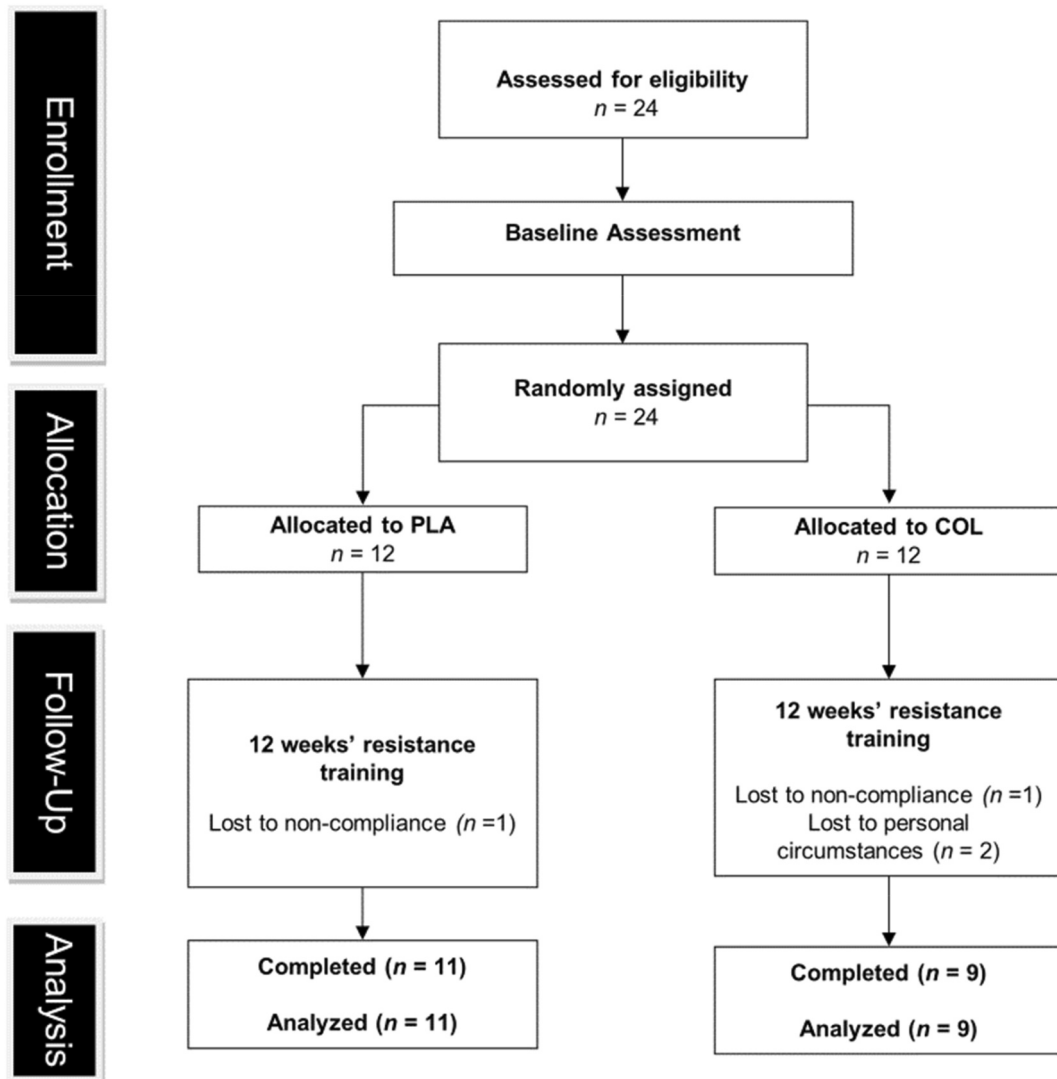 Enrollment
Assessed for eligibility
n = 24
Baseline Assessment
Randomly assigned
n = 24
Allocation
Allocated to PLA
n = 12
Allocated to COL
n = 12
Follow-Up
12 weeks’ resistance
training
Lost to non-compliance (n =1)
12 weeks’ resistance
training
Lost to non-compliance (n =1)
Lost to personal
circumstances (n = 2)
Analysis
Completed (n = 11)
Analyzed (n = 11)
Completed (n = 9)
Analyzed (n = 9)